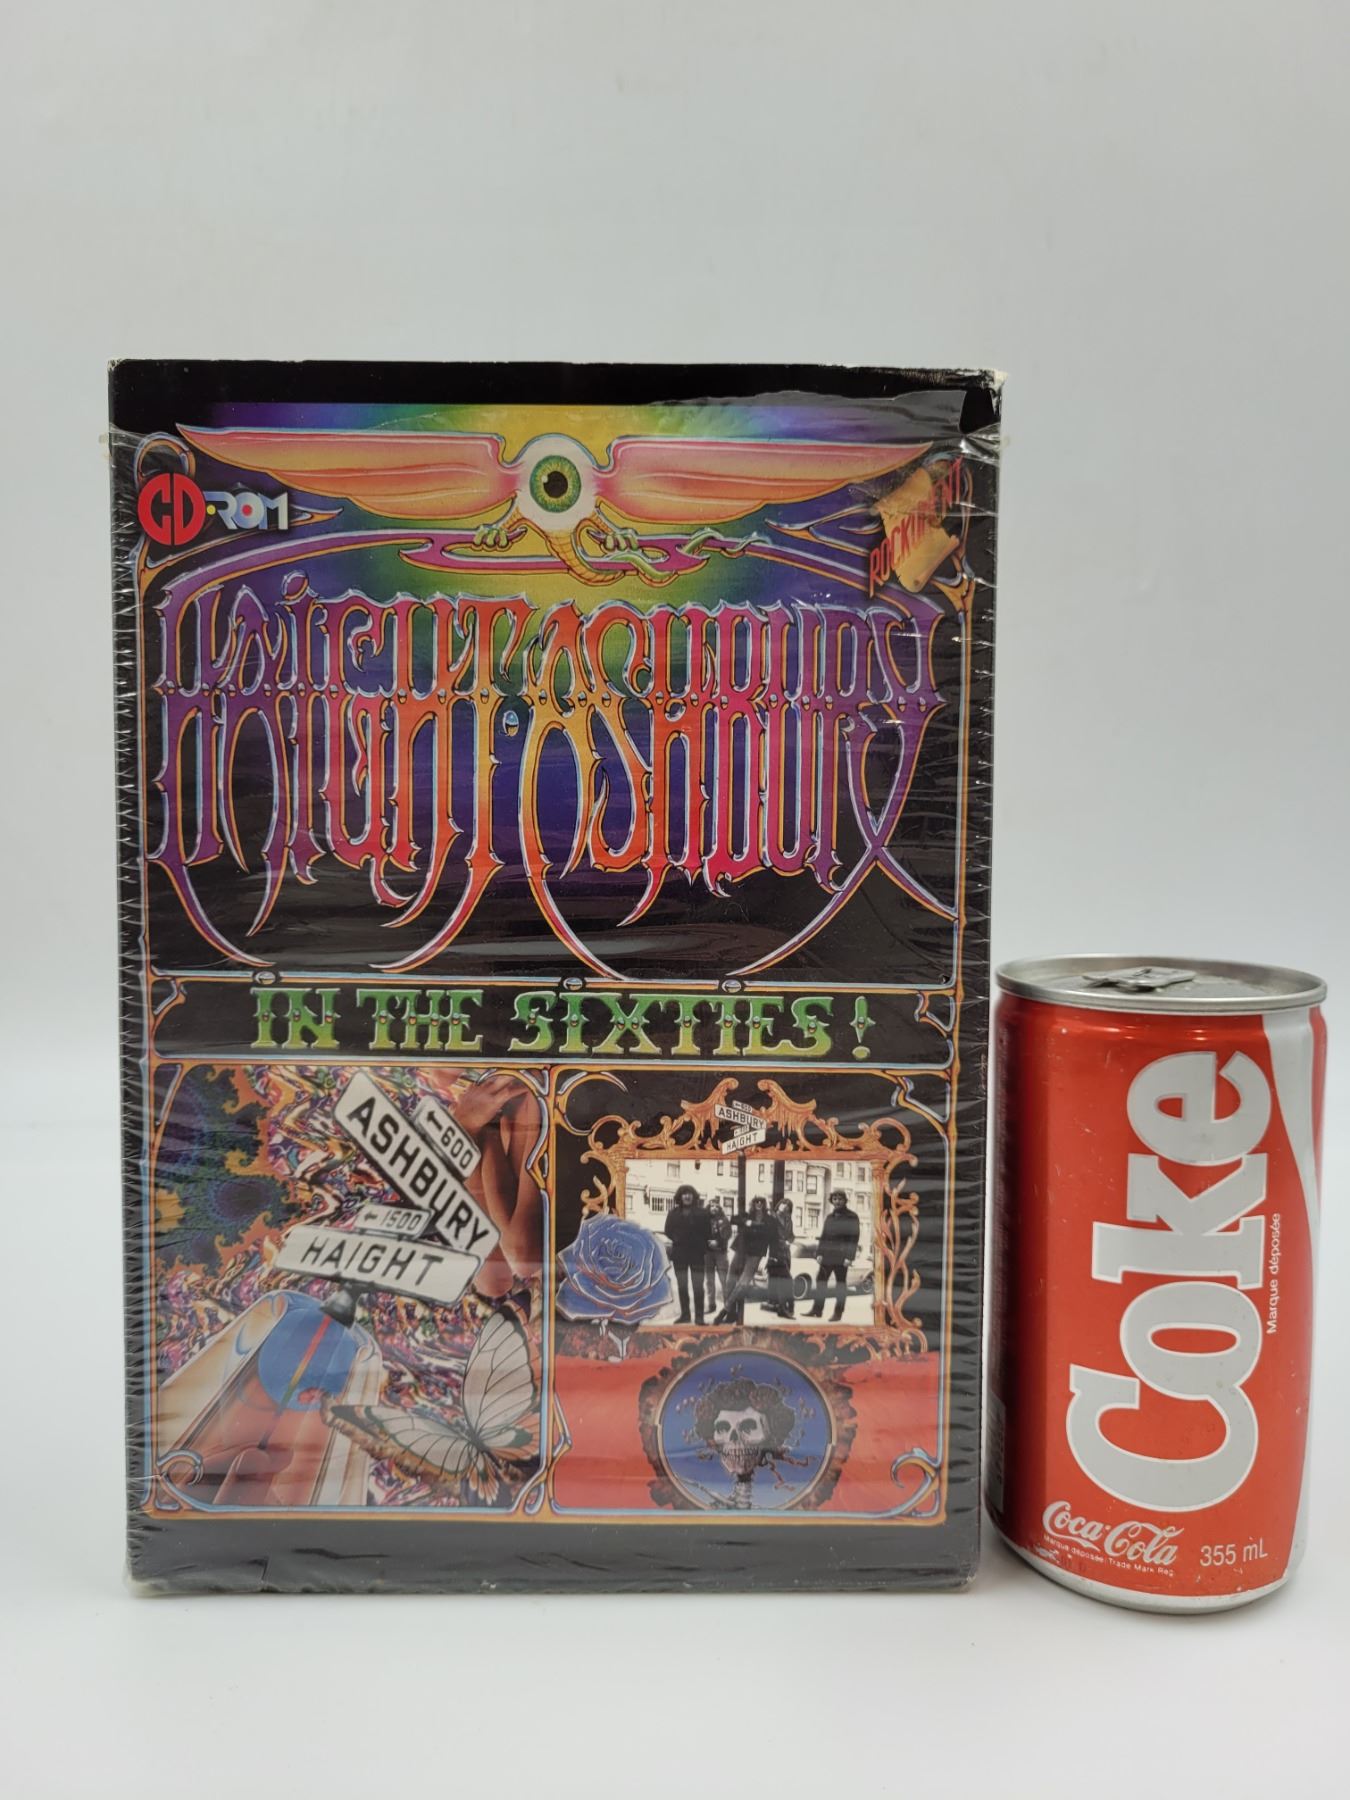 CD·ROM
ROCKUMENT
HAIGHT·ASHBURY
IN THE SIXTIES!
←600
ASHBURY
←1500
HAIGHT
←600
ASHBURY
HAIGHT
Coke
Marque déposée
Coca-Cola
Marque déposée Trade Mark Reg
355 mL